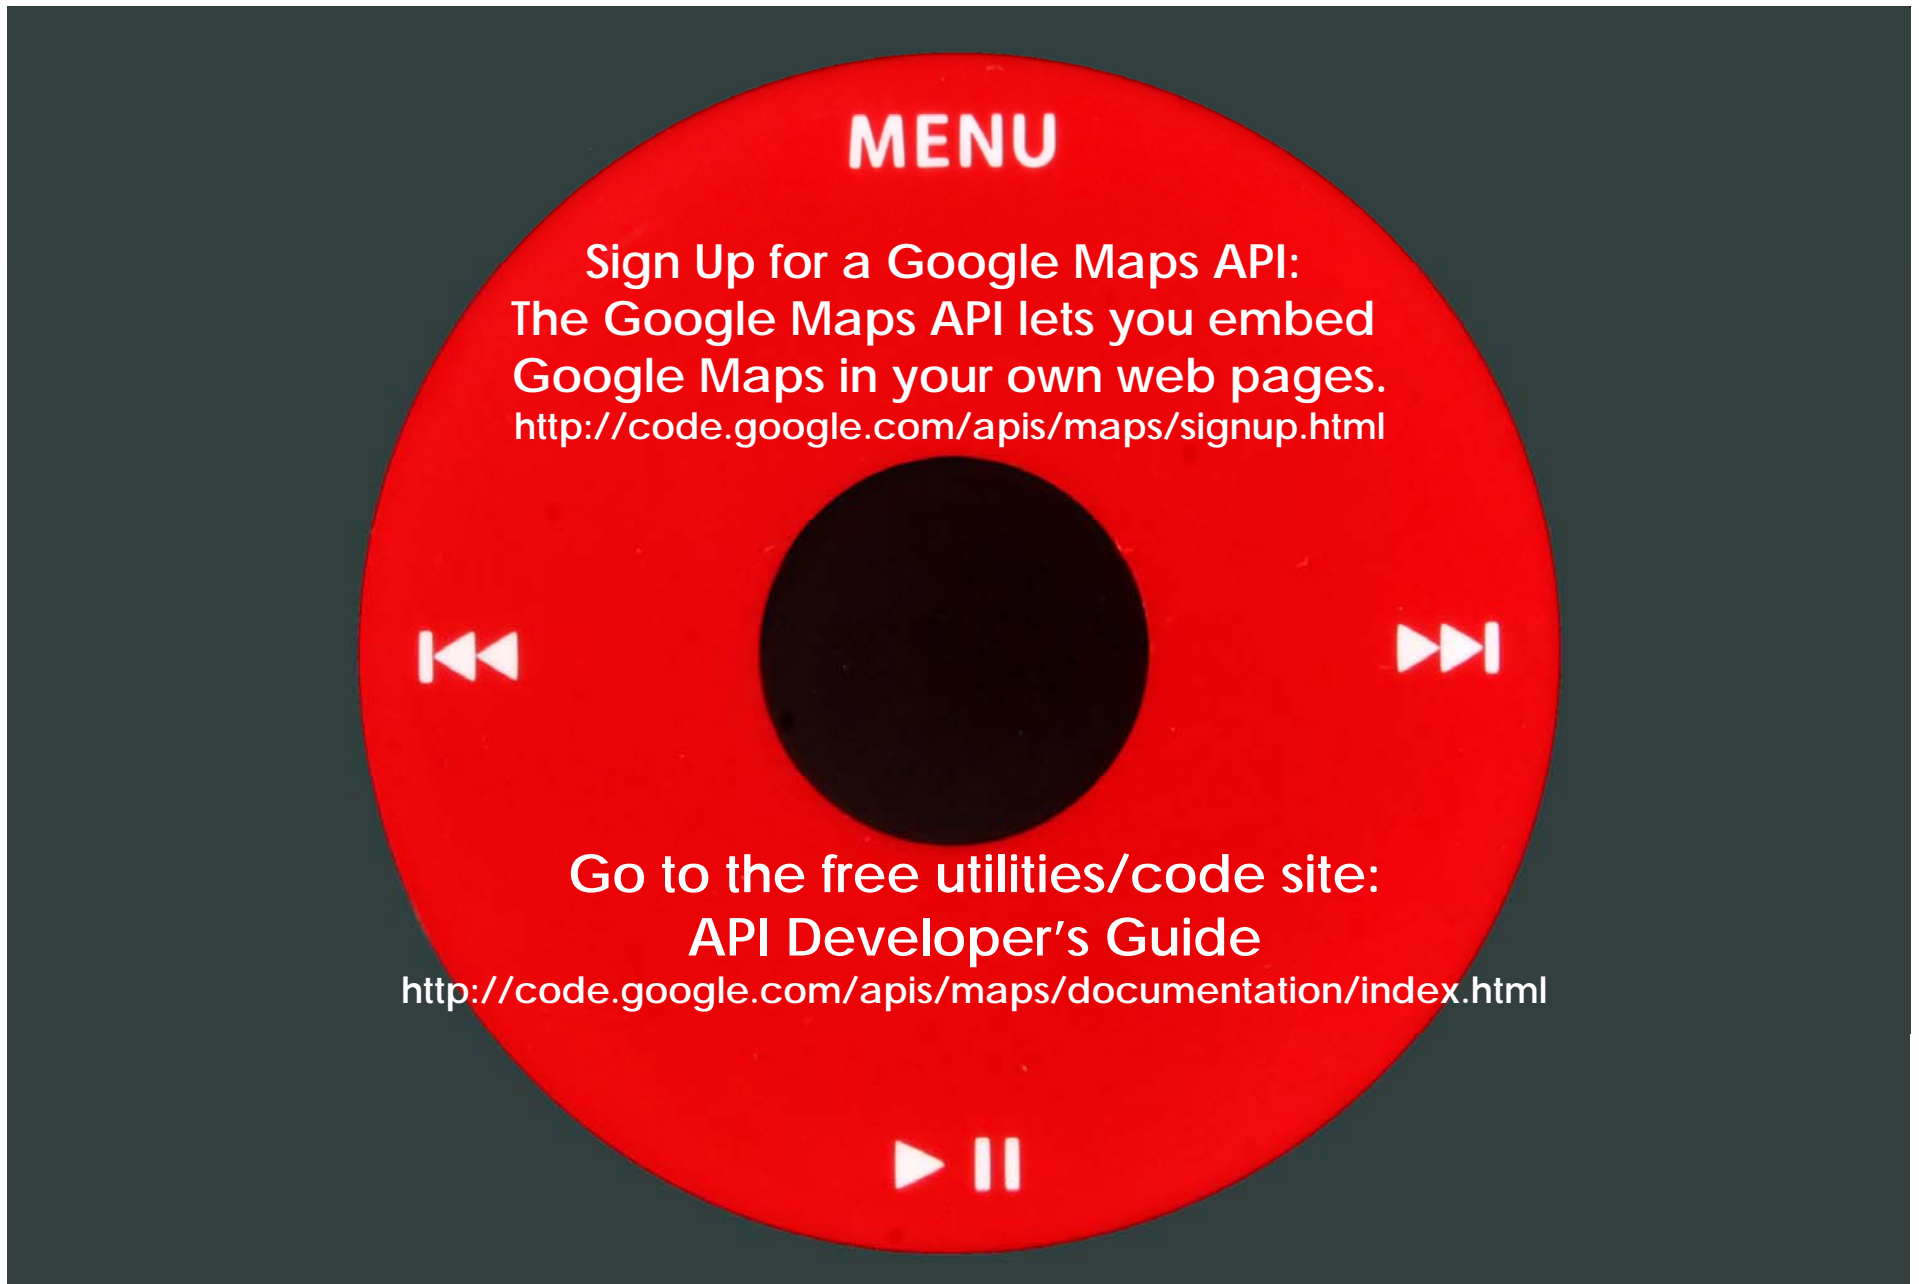 MENU
Sign Up for a Google Maps API:
The Google Maps API lets you embed
Google Maps in your own web pages.
http://code.google.com/apis/maps/signup.html
Go to the free utilities/code site:
API Developer’s Guide
http://code.google.com/apis/maps/documentation/index.html